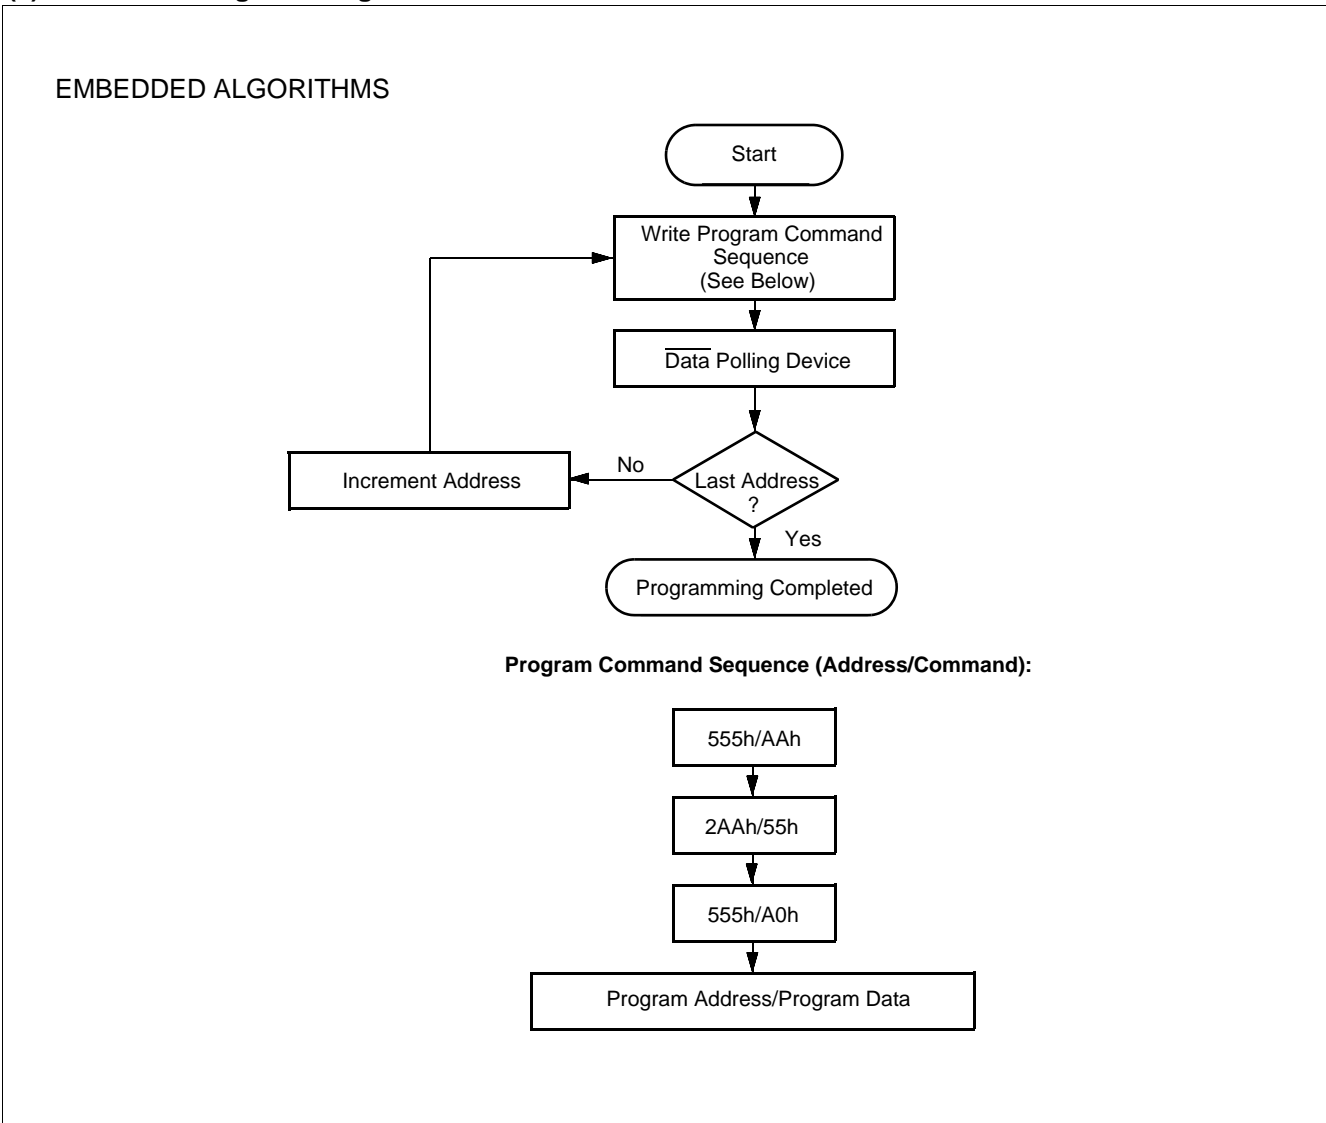 EMBEDDED ALGORITHMS
Start
Write Program Command
Sequence
(See Below)
Data Polling Device
Increment Address
No
Last Address
?
Yes
Programming Completed
Program Command Sequence (Address/Command):
555h/AAh
2AAh/55h
555h/A0h
Program Address/Program Data